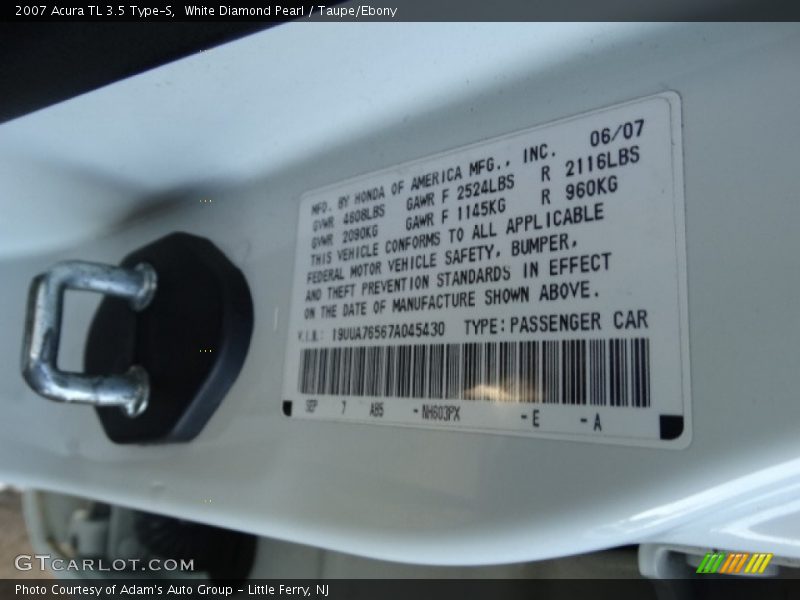 2007 Acura TL 3.5 Type-S, White Diamond Pearl / Taupe/Ebony
MFD. BY HONDA OF AMERICA MFG., INC. 06/07
GVWR 4608LBS GAWR F 2524LBS R 2116LBS
GVWR 2090KG GAWR F 1145KG R 960KG
THIS VEHICLE CONFORMS TO ALL APPLICABLE
FEDERAL MOTOR VEHICLE SAFETY, BUMPER,
AND THEFT PREVENTION STANDARDS IN EFFECT
ON THE DATE OF MANUFACTURE SHOWN ABOVE.
V.I.N.: 19UUA76567A045430 TYPE: PASSENGER CAR
SEP 7 AB5 -NH603PX -E -A
GTCARLOT.COM
Photo Courtesy of Adam's Auto Group - Little Ferry, NJ